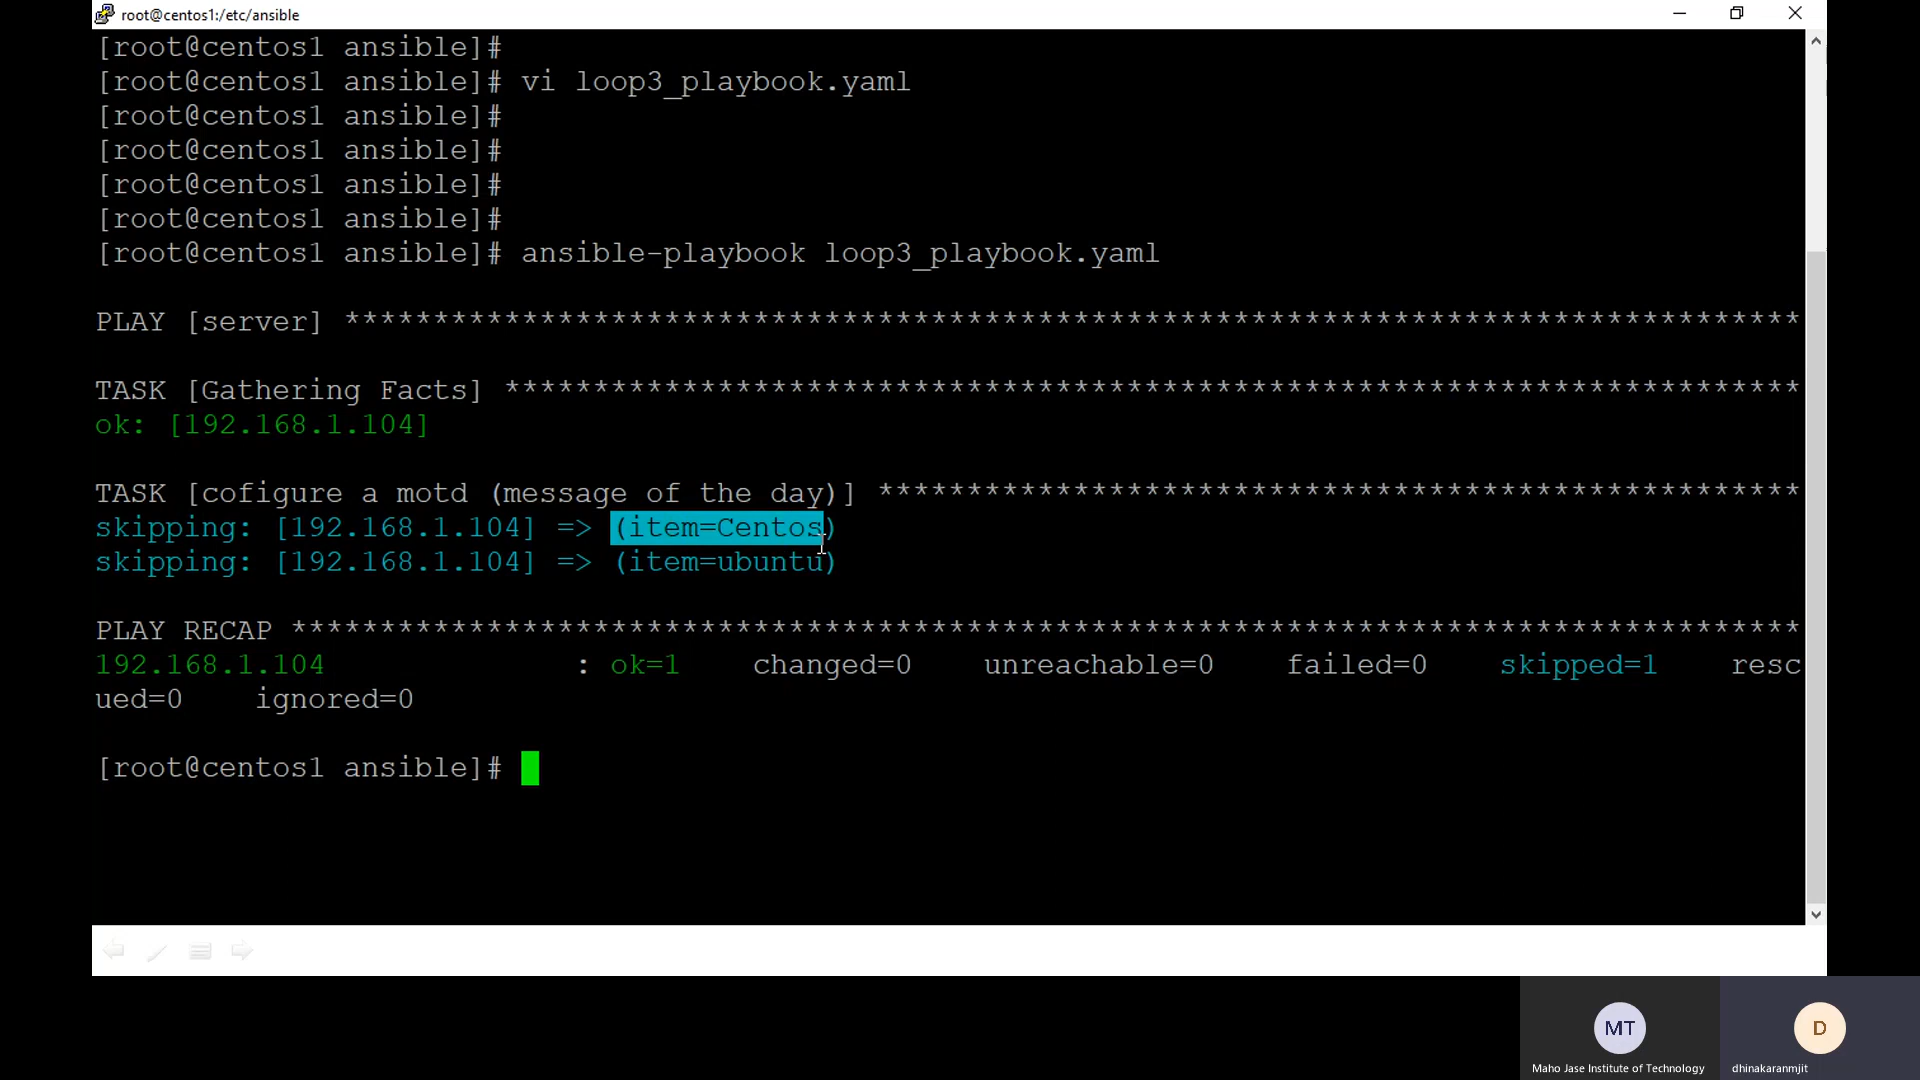 root@centos1:/etc/ansible
[root@centos1 ansible]#
[root@centos1 ansible]# vi loop3_playbook.yaml
[root@centos1 ansible]#
[root@centos1 ansible]#
[root@centos1 ansible]#
[root@centos1 ansible]#
[root@centos1 ansible]# ansible-playbook loop3_playbook.yaml
PLAY [server] **********************************************************************************
TASK [Gathering Facts] *************************************************************************
ok: [192.168.1.104]
TASK [cofigure a motd (message of the day)] ****************************************************
skipping: [192.168.1.104] => (item=Centos)
skipping: [192.168.1.104] => (item=ubuntu)
PLAY RECAP *************************************************************************************
192.168.1.104 : ok=1 changed=0 unreachable=0 failed=0 skipped=1 resc
ued=0 ignored=0
[root@centos1 ansible]#
MT
D
Maho Jase Institute of Technology
dhinakaranmjit